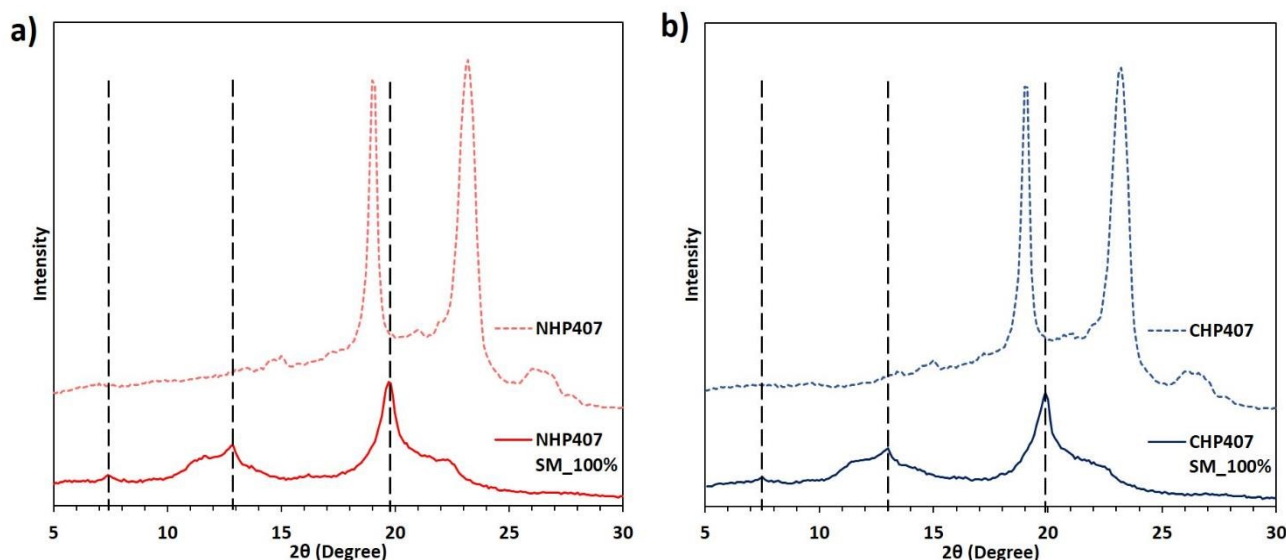 a)
Intensity
NHP407
NHP407
SM_100%
5 10 15 20 25 30
2θ (Degree)
b)
Intensity
CHP407
CHP407
SM_100%
5 10 15 20 25 30
2θ (Degree)